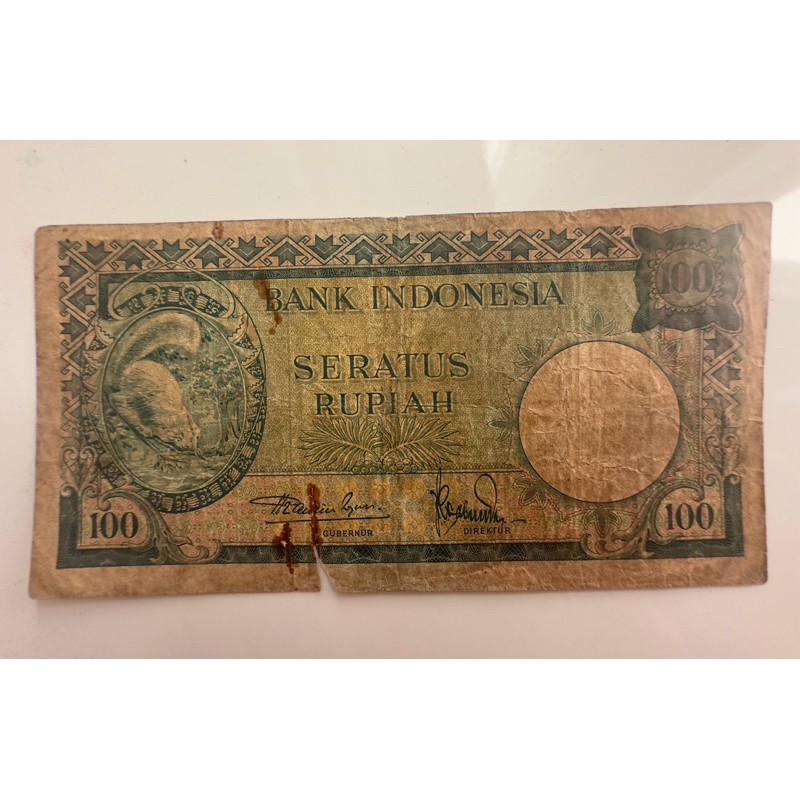 100
BANK INDONESIA
SERATUS
RUPIAH
100
GUBERNUR
DIREKTUR
100